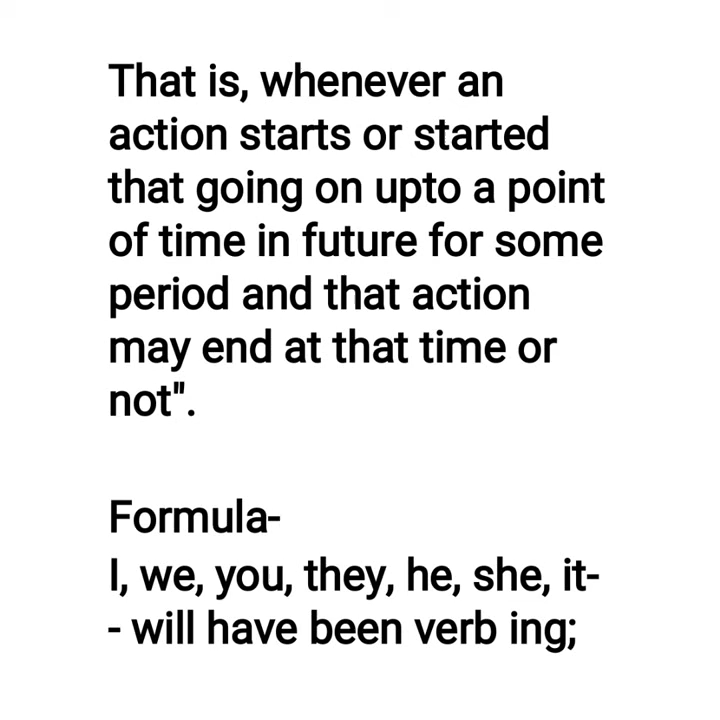 That is, whenever an
action starts or started
that going on upto a point
of time in future for some
period and that action
may end at that time or
not".
Formula-
I, we, you, they, he, she, it-
- will have been verb ing;